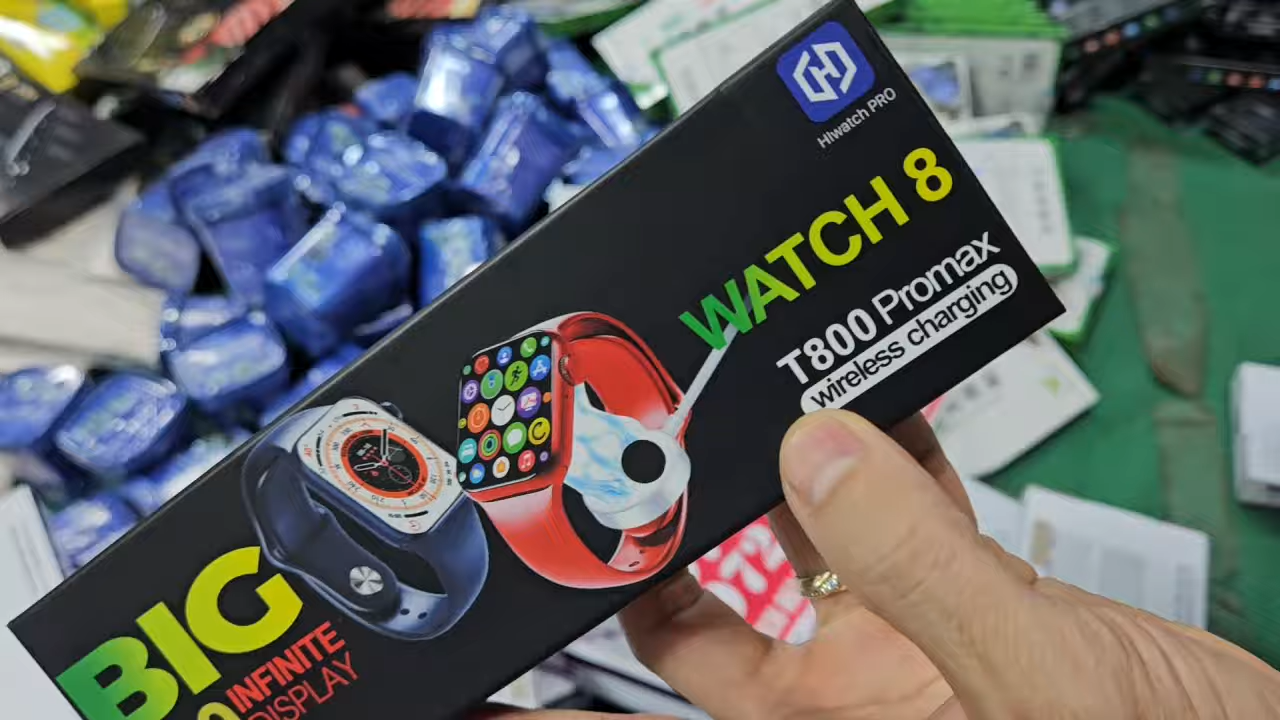 HIwatch PRO
WATCH 8
T800 Promax
wireless charging
BIG
INFINITE
DISPLAY